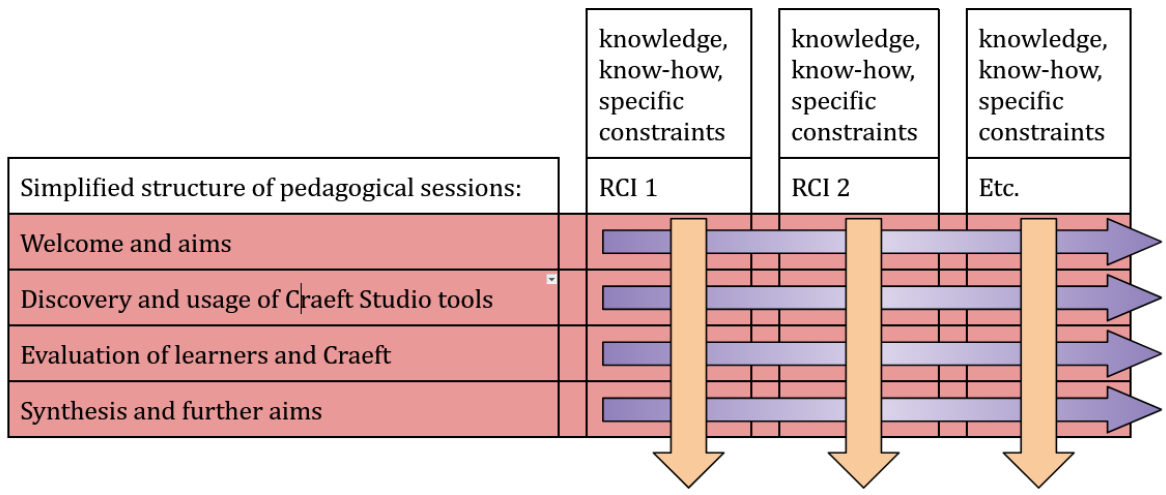 knowledge,
know-how,
specific
constraints
knowledge,
know-how,
specific
constraints
knowledge,
know-how,
specific
constraints
Simplified structure of pedagogical sessions:
RCI 1
RCI 2
Etc.
Welcome and aims
Discovery and usage of Craeft Studio tools
Evaluation of learners and Craeft
Synthesis and further aims